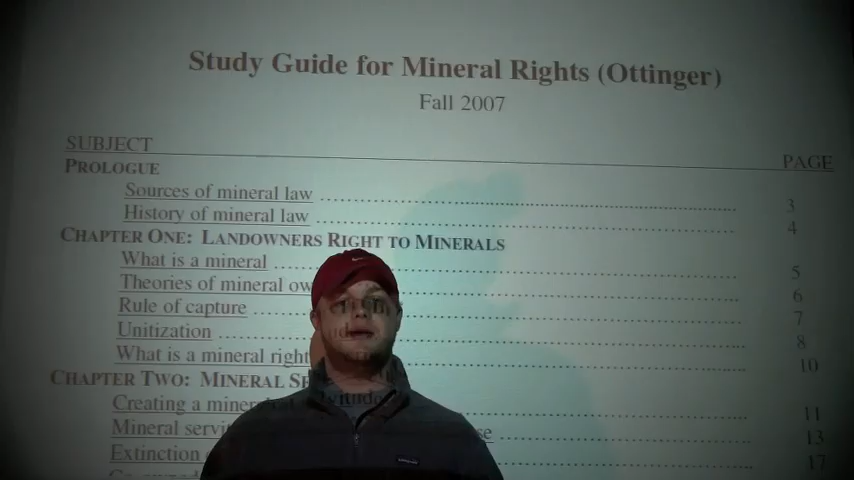 Study Guide for Mineral Rights (Ottinger)
Fall 2007
SUBJECT PAGE
PROLOGUE
Sources of mineral law 3
History of mineral law 4
CHAPTER ONE: LANDOWNERS RIGHT TO MINERALS
What is a mineral 5
Theories of mineral 6
Rule of capture 7
Unitization 8
What is a mineral right 10
CHAPTER TWO: MINERAL
Creating a 11
Mineral 13
Extinction 17